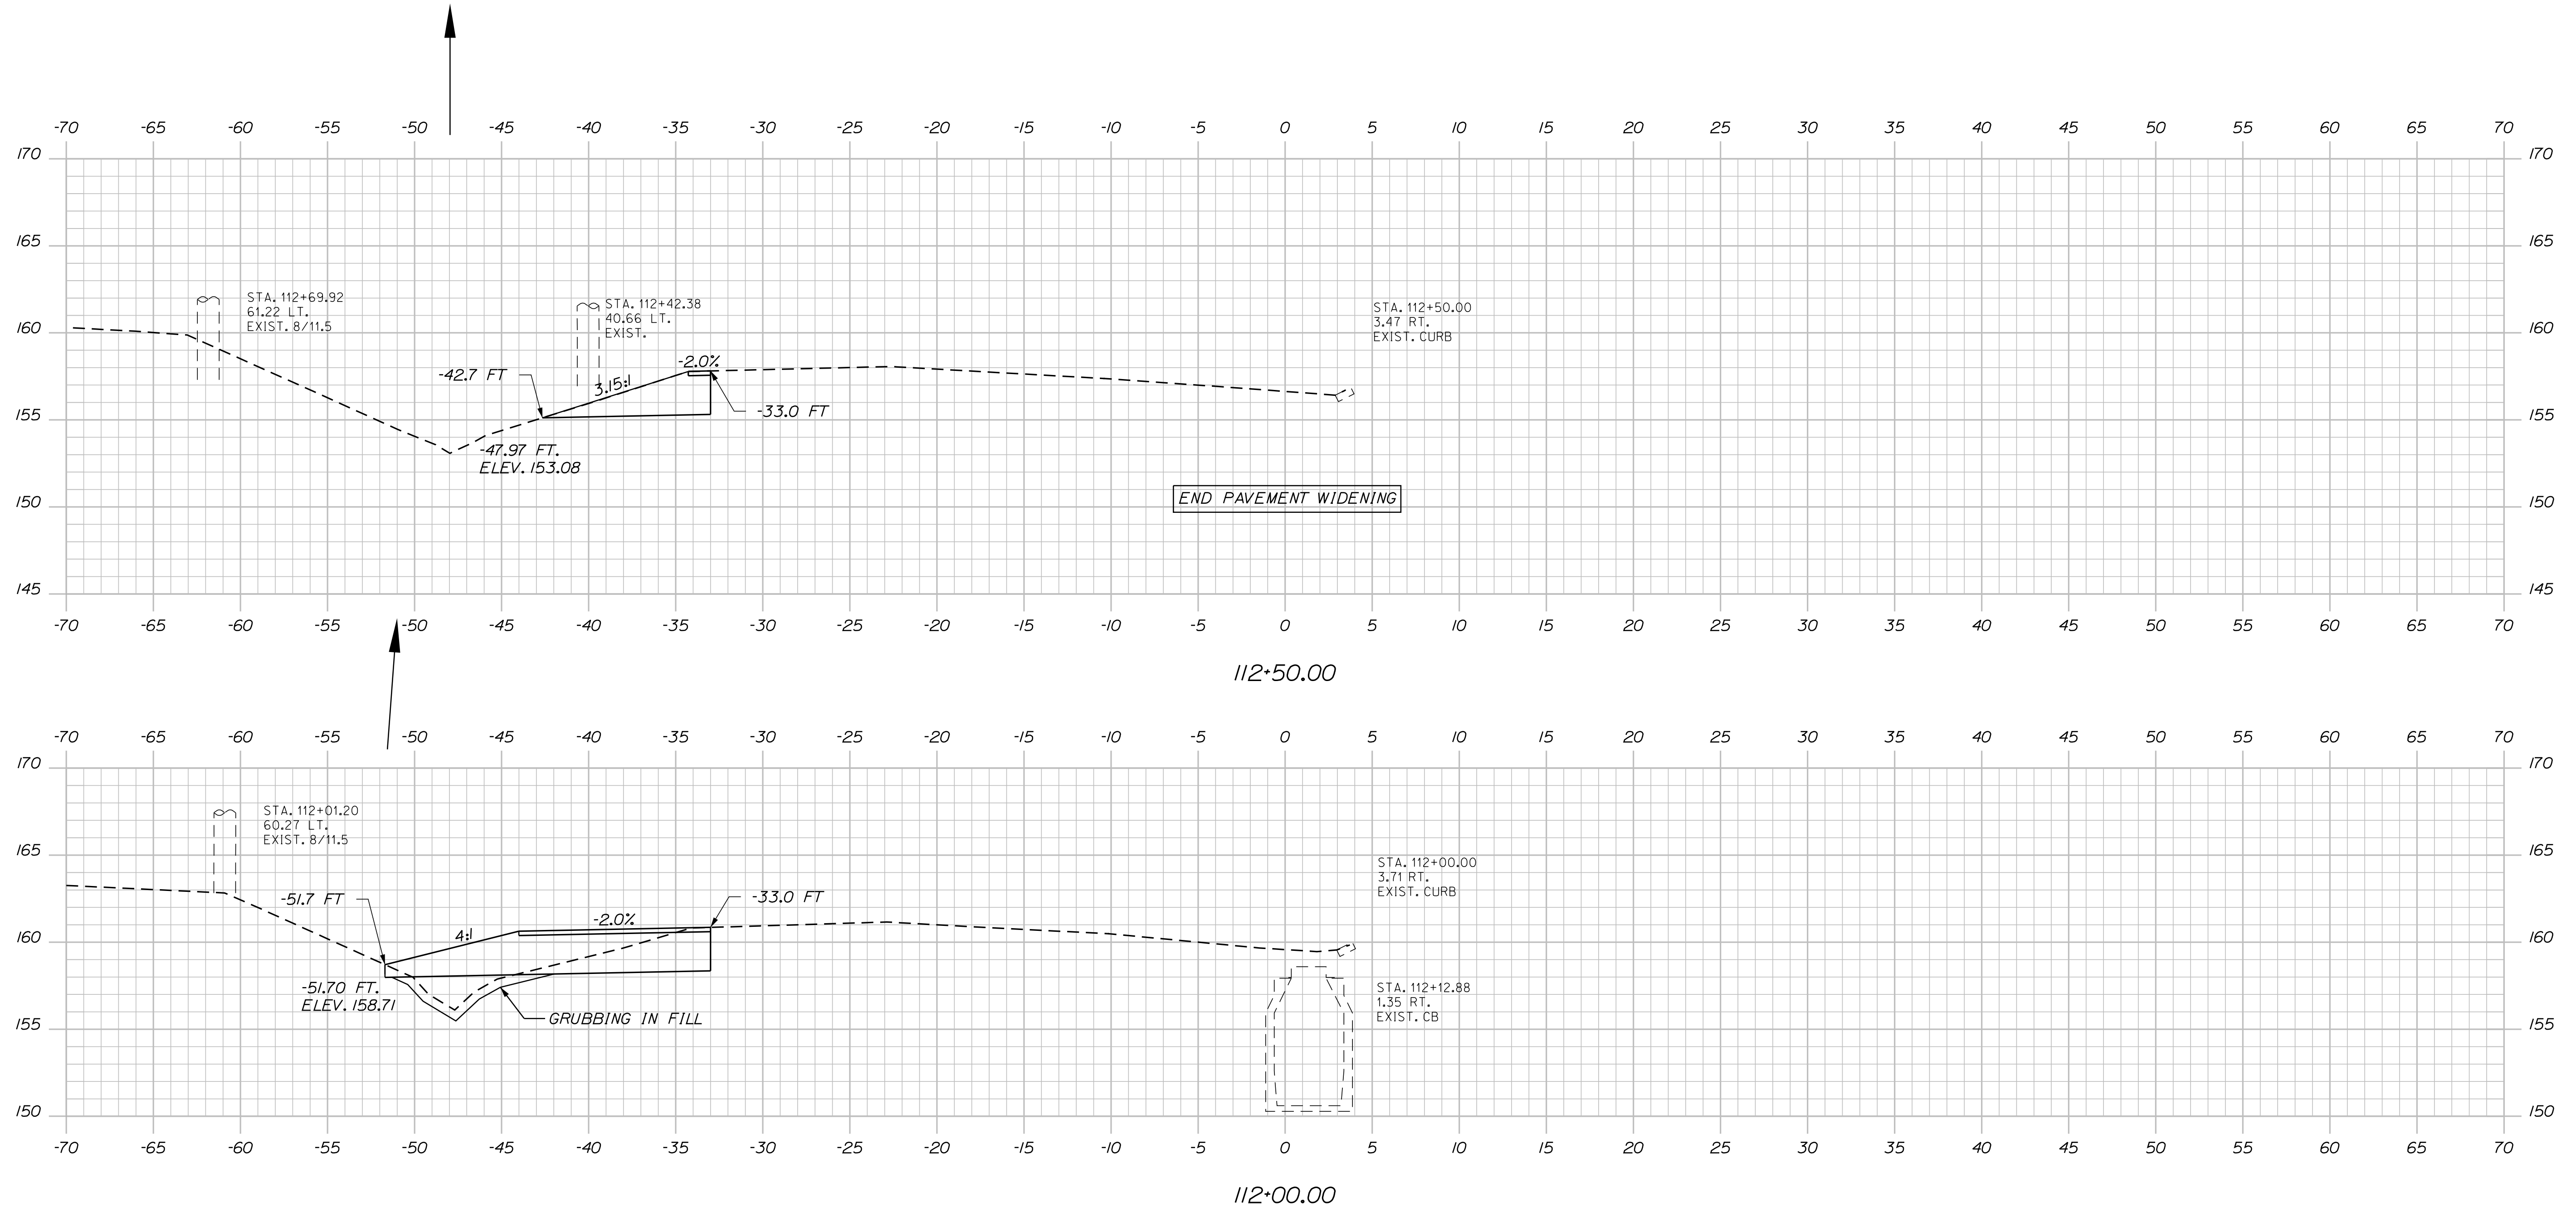 -70 -65 -60 -55 -50 -45 -40 -35 -30 -25 -20 -15 -10 -5 0 5 10 15 20 25 30 35 40 45 50 55 60 65 70
170 170
165 165
STA. 112+69.92
61.22 LT.
EXIST. 8/11.5
STA. 112+42.38
40.66 LT.
EXIST.
STA. 112+50.00
3.47 RT.
EXIST. CURB
160 160
-2.0%
-42.7 FT
3.15:1
-33.0 FT
155 155
-47.97 FT.
ELEV. 153.08
END PAVEMENT WIDENING
150 150
145 145
-70 -65 -60 -55 -50 -45 -40 -35 -30 -25 -20 -15 -10 -5 0 5 10 15 20 25 30 35 40 45 50 55 60 65 70
112+50.00
-70 -65 -60 -55 -50 -45 -40 -35 -30 -25 -20 -15 -10 -5 0 5 10 15 20 25 30 35 40 45 50 55 60 65 70
170 170
STA. 112+01.20
60.27 LT.
EXIST. 8/11.5
165 165
STA. 112+00.00
3.71 RT.
EXIST. CURB
-51.7 FT
-33.0 FT
-2.0%
4:1
160 160
-51.70 FT.
ELEV. 158.71
STA. 112+12.88
1.35 RT.
EXIST. CB
GRUBBING IN FILL
155 155
150 150
-70 -65 -60 -55 -50 -45 -40 -35 -30 -25 -20 -15 -10 -5 0 5 10 15 20 25 30 35 40 45 50 55 60 65 70
112+00.00